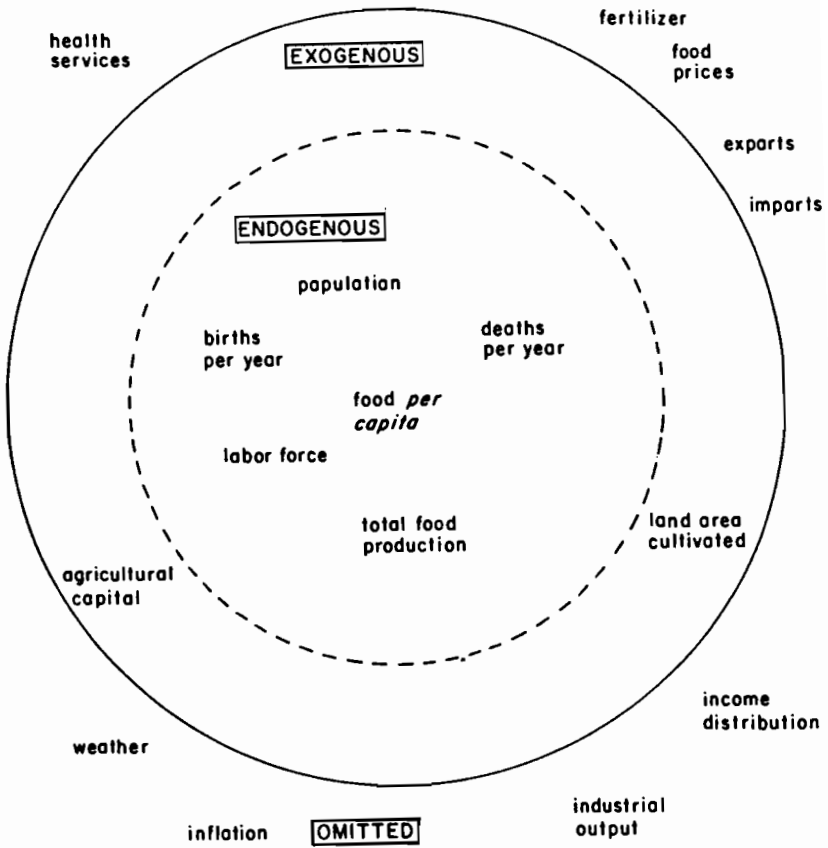 health
services
EXOGENOUS
fertilizer
food
prices
exparts
imparts
ENDOGENOUS
papulation
births
per year
deaths
per year
food per
capita
labor force
total food
production
land area
cultivated
agricultural
capital
income
distribution
weather
industrial
output
inflation
OMITTED